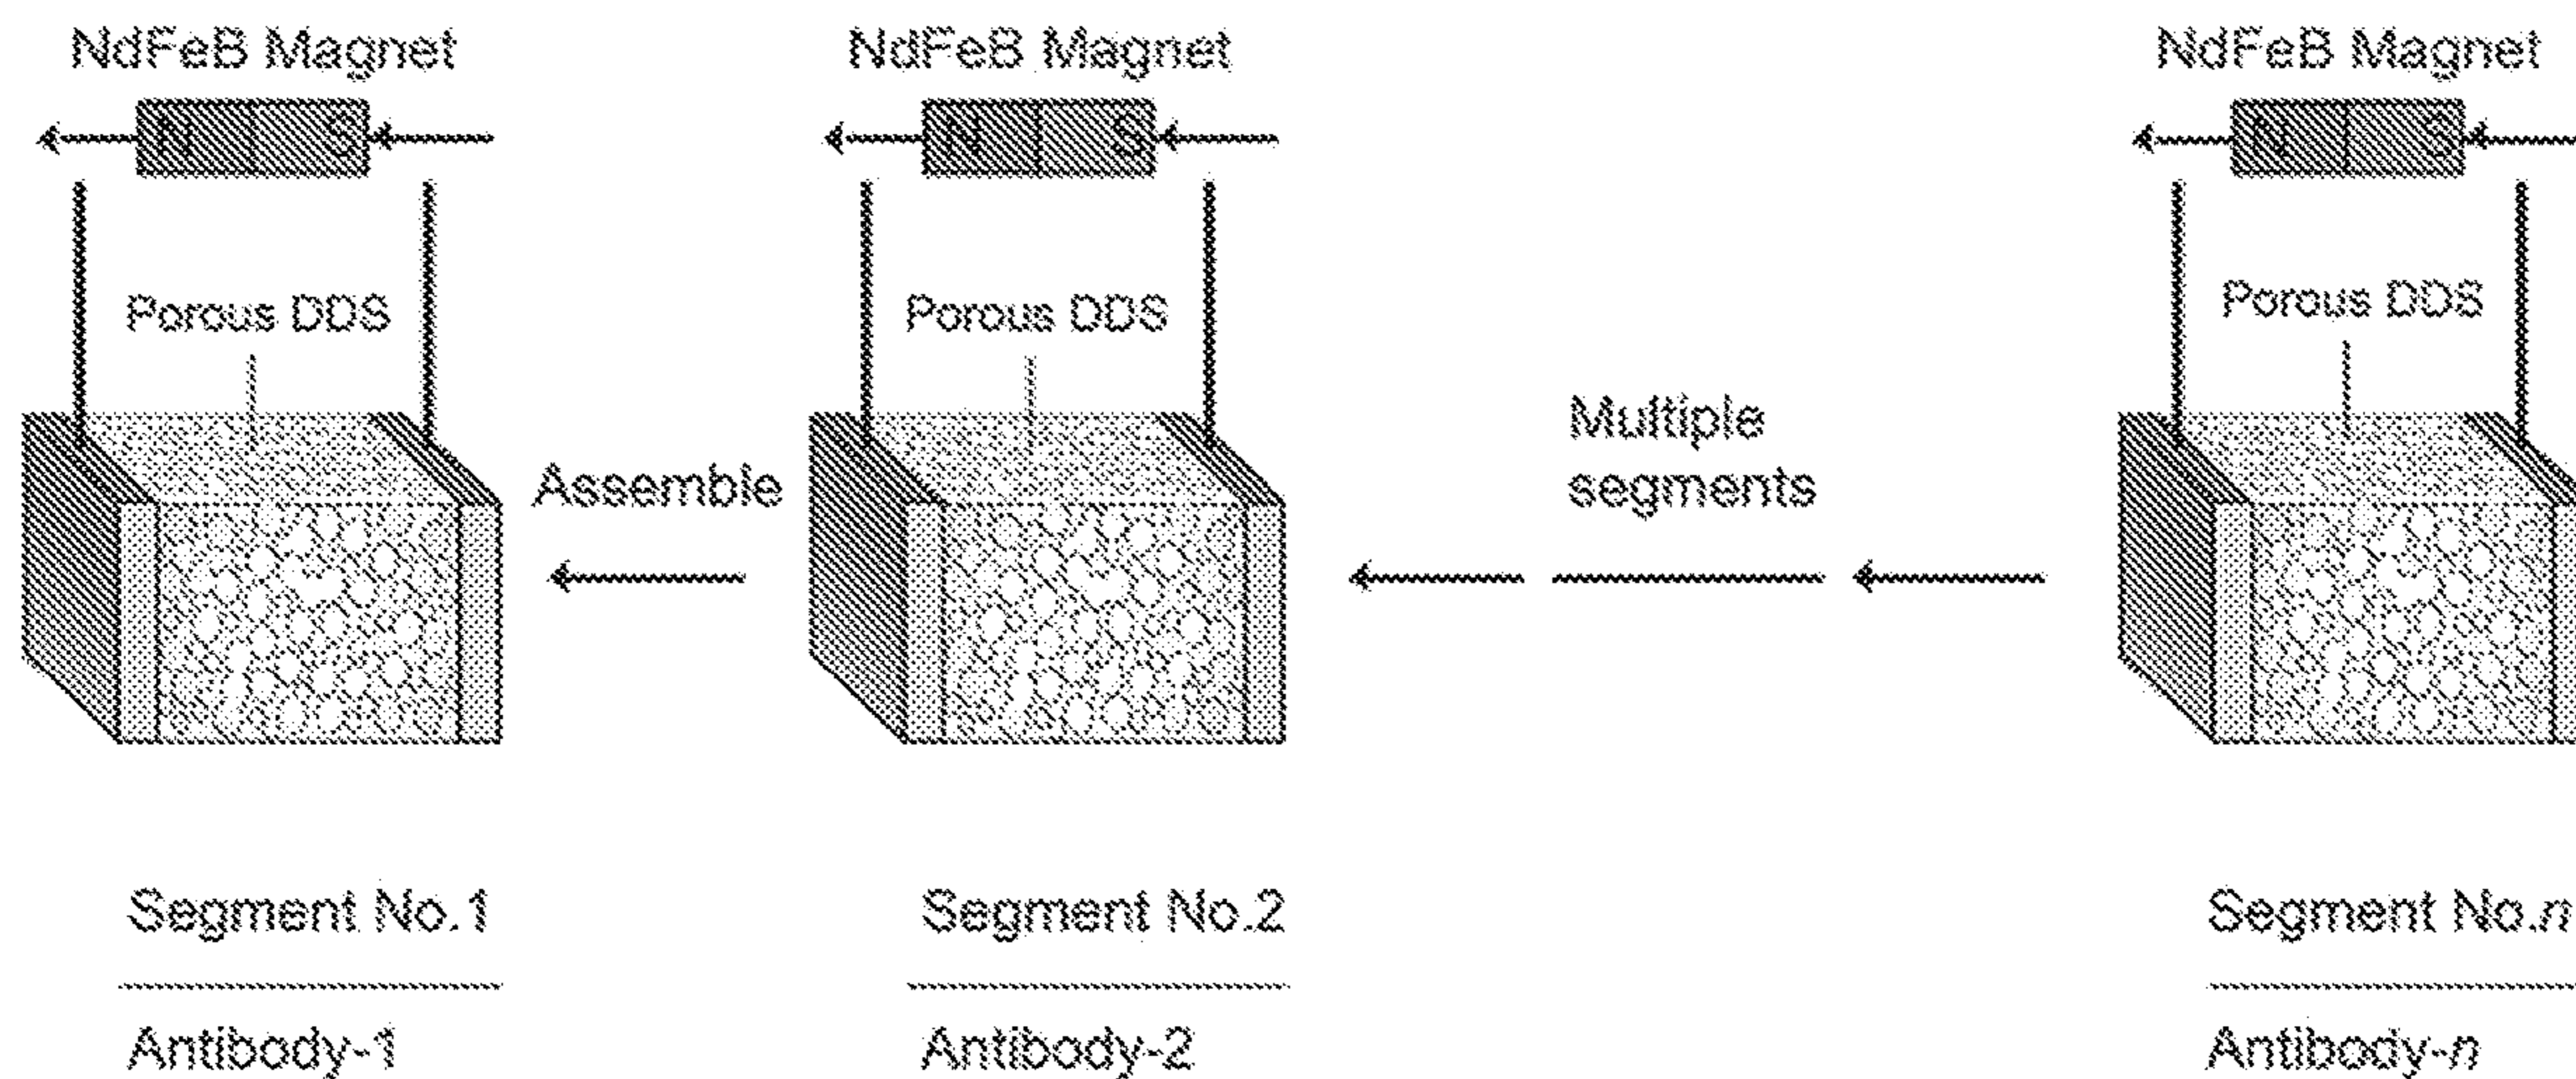 NdFeB Magnet
NdFeB Magnet
NdFeB Magnet
N S
N S
N S
Porous DDS
Porous DDS
Porous DDS
Assemble
Multiple
segments
Segment No.1
Segment No.2
Segment No.n
Antibody-1
Antibody-2
Antibody-n